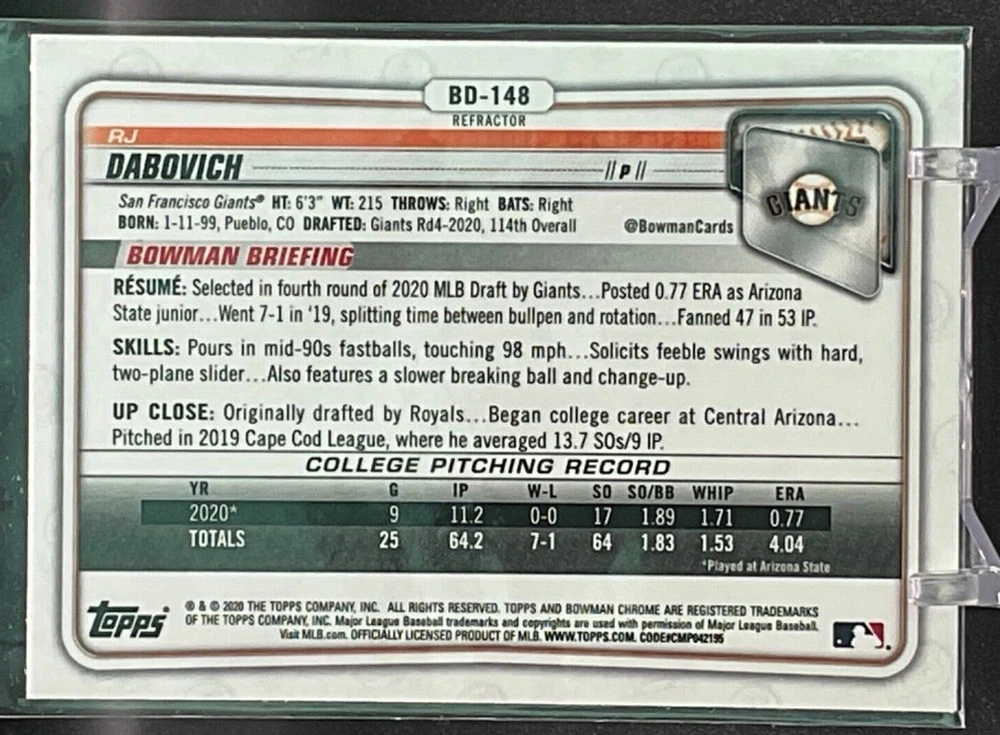 BD-148
REFRACTOR
RJ
DABOVICH // P //
GIANTS
San Francisco Giants® HT: 6'3" WT: 215 THROWS: Right BATS: Right
BORN: 1-11-99, Pueblo, CO DRAFTED: Giants Rd4-2020, 114th Overall @BowmanCards
BOWMAN BRIEFING
RÉSUMÉ: Selected in fourth round of 2020 MLB Draft by Giants...Posted 0.77 ERA as Arizona
State junior...Went 7-1 in '19, splitting time between bullpen and rotation...Fanned 47 in 53 IP.
SKILLS: Pours in mid-90s fastballs, touching 98 mph...Solicits feeble swings with hard,
two-plane slider...Also features a slower breaking ball and change-up.
UP CLOSE: Originally drafted by Royals...Began college career at Central Arizona...
Pitched in 2019 Cape Cod League, where he averaged 13.7 SOs/9 IP.
COLLEGE PITCHING RECORD
YR G IP W-L SO SO/BB WHIP ERA
2020* 9 11.2 0-0 17 1.89 1.71 0.77
TOTALS 25 64.2 7-1 64 1.83 1.53 4.04
*Played at Arizona State
Topps
® & © 2020 THE TOPPS COMPANY, INC. ALL RIGHTS RESERVED. TOPPS AND BOWMAN CHROME ARE REGISTERED TRADEMARKS
OF THE TOPPS COMPANY, INC. Major League Baseball trademarks and copyrights are used with permission of Major League Baseball.
Visit MLB.com. OFFICIALLY LICENSED PRODUCT OF MLB. WWW.TOPPS.COM. CODE#CMP042195